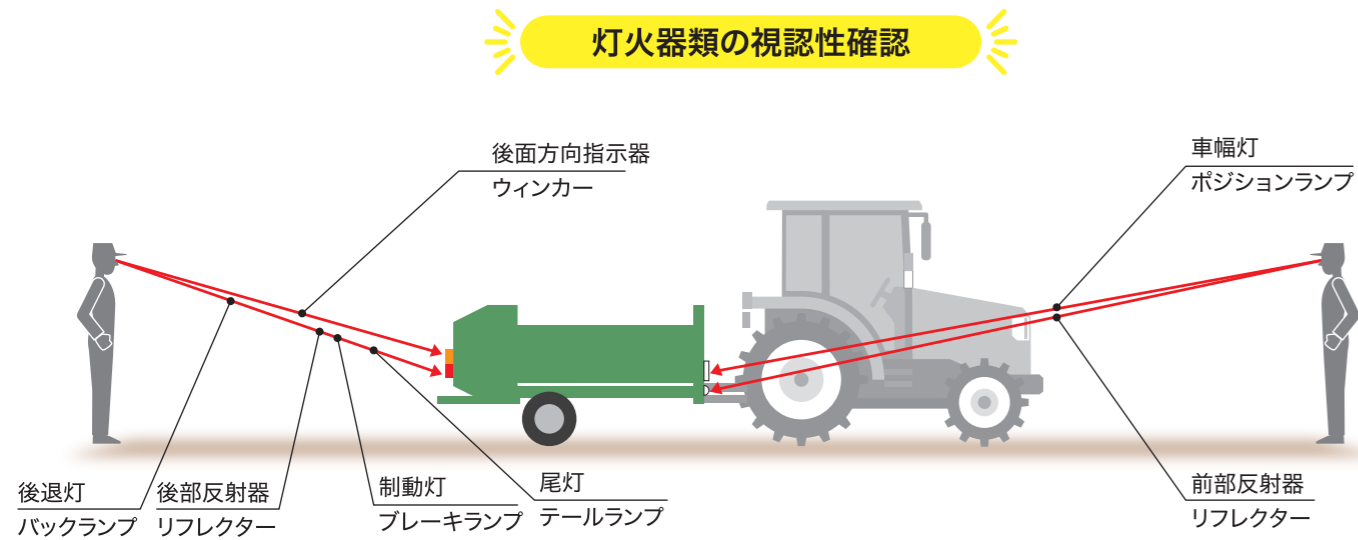 灯火器類の視認性確認
後面方向指示器
ウィンカー
車幅灯
ポジションランプ
後退灯
バックランプ
後部反射器
リフレクター
制動灯
ブレーキランプ
尾灯
テールランプ
前部反射器
リフレクター